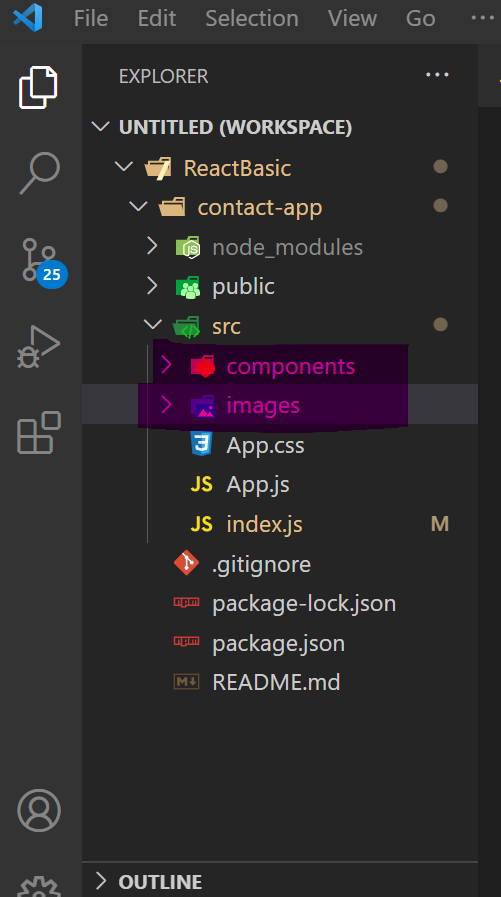 File Edit Selection View Go ···
EXPLORER ···
UNTITLED (WORKSPACE)
ReactBasic
contact-app
node_modules
public
src
components
images
App.css
JS App.js
JS index.js M
.gitignore
package-lock.json
package.json
README.md
25
OUTLINE